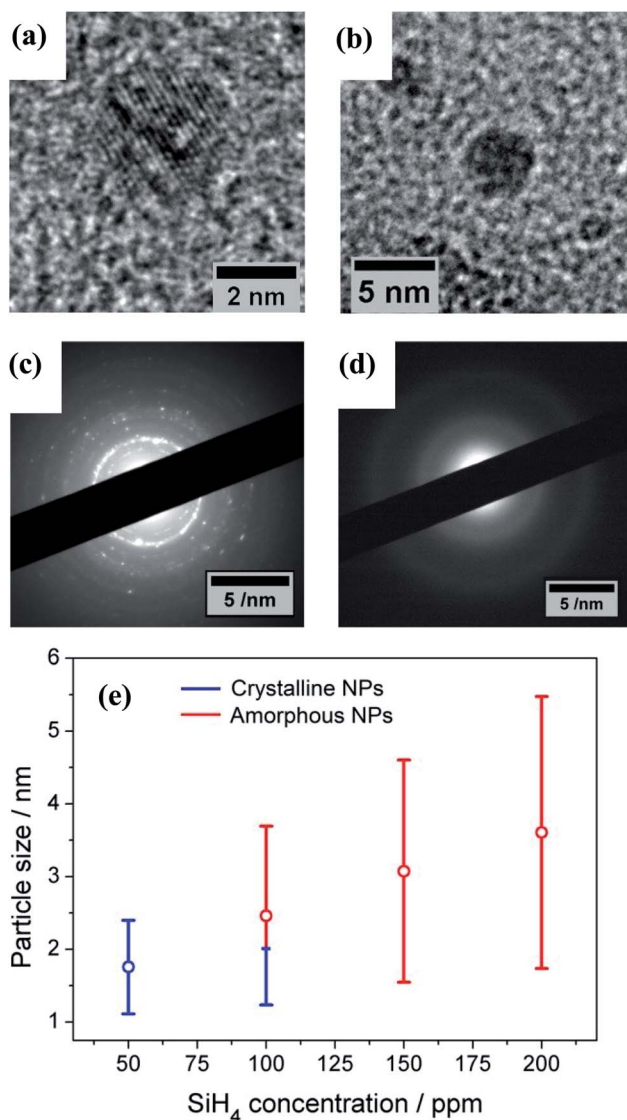 (a)
(b)
2 nm
5 nm
(c)
(d)
5 /nm
5 /nm
(e)
Crystalline NPs
Amorphous NPs
6
5
4
3
2
1
Particle size / nm
50 75 100 125 150 175 200
SiH₄ concentration / ppm